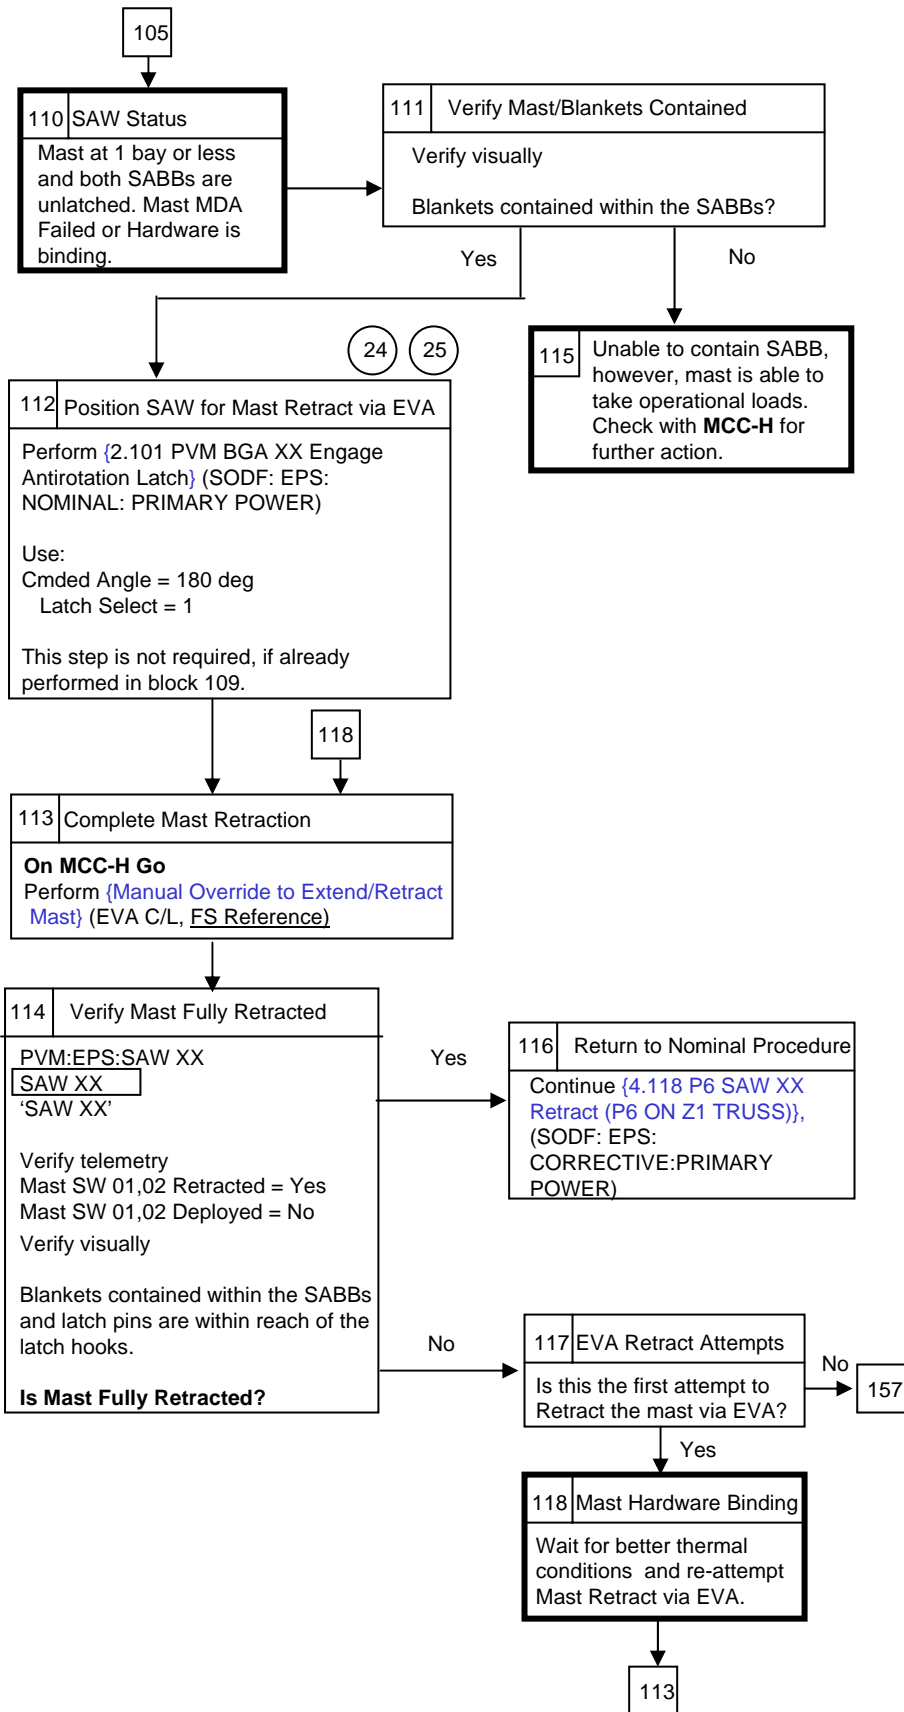 105
110 SAW Status
Mast at 1 bay or less
and both SABBs are
unlatched. Mast MDA
Failed or Hardware is
binding.
111 Verify Mast/Blankets Contained
Verify visually
Blankets contained within the SABBs?
Yes
No
115 Unable to contain SABB,
however, mast is able to
take operational loads.
Check with MCC-H for
further action.
24 25
112 Position SAW for Mast Retract via EVA
Perform {2.101 PVM BGA XX Engage
Antirotation Latch} (SODF: EPS:
NOMINAL: PRIMARY POWER)
Use:
Cmded Angle = 180 deg
Latch Select = 1
This step is not required, if already
performed in block 109.
118
113 Complete Mast Retraction
On MCC-H Go
Perform {Manual Override to Extend/Retract
Mast} (EVA C/L, FS Reference)
114 Verify Mast Fully Retracted
PVM:EPS:SAW XX
SAW XX
‘SAW XX’
Verify telemetry
Mast SW 01,02 Retracted = Yes
Mast SW 01,02 Deployed = No
Verify visually
Blankets contained within the SABBs
and latch pins are within reach of the
latch hooks.
Is Mast Fully Retracted?
Yes
116 Return to Nominal Procedure
Continue {4.118 P6 SAW XX
Retract (P6 ON Z1 TRUSS)},
(SODF: EPS:
CORRECTIVE:PRIMARY
POWER)
No
117 EVA Retract Attempts
Is this the first attempt to
Retract the mast via EVA?
No
157
Yes
118 Mast Hardware Binding
Wait for better thermal
conditions and re-attempt
Mast Retract via EVA.
113